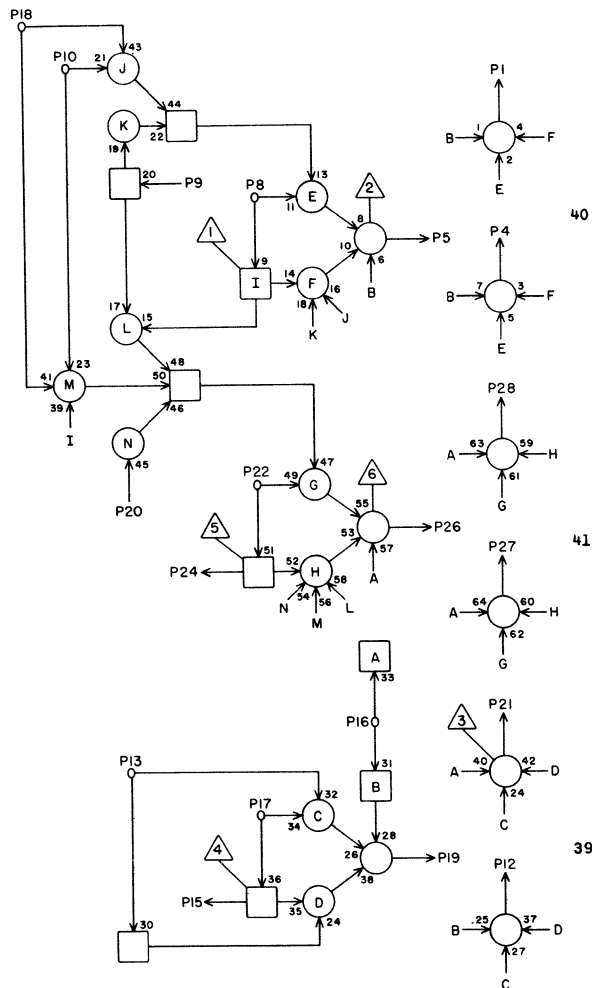 P18
43
P10
21
J
44
K
22
19
20
P9
P1
1
4
B
F
2
E
40
P8
13
E
11
2
8
1
9
10
6
P5
I
14
F
16
B
18
J
K
P4
7
3
B
F
5
E
17
15
L
48
23
41
M
50
39
46
I
N
45
P20
P28
63
59
A
H
61
G
41
47
P22
49
G
6
55
5
53
P26
51
57
P24
52
H
58
A
54
56
N
L
M
P27
64
60
A
H
62
G
A
33
P16
31
B
P21
3
40
42
A
D
24
C
39
P13
32
P17
C
34
28
4
26
P19
38
36
P15
35
D
24
30
P12
25
37
B
D
27
C